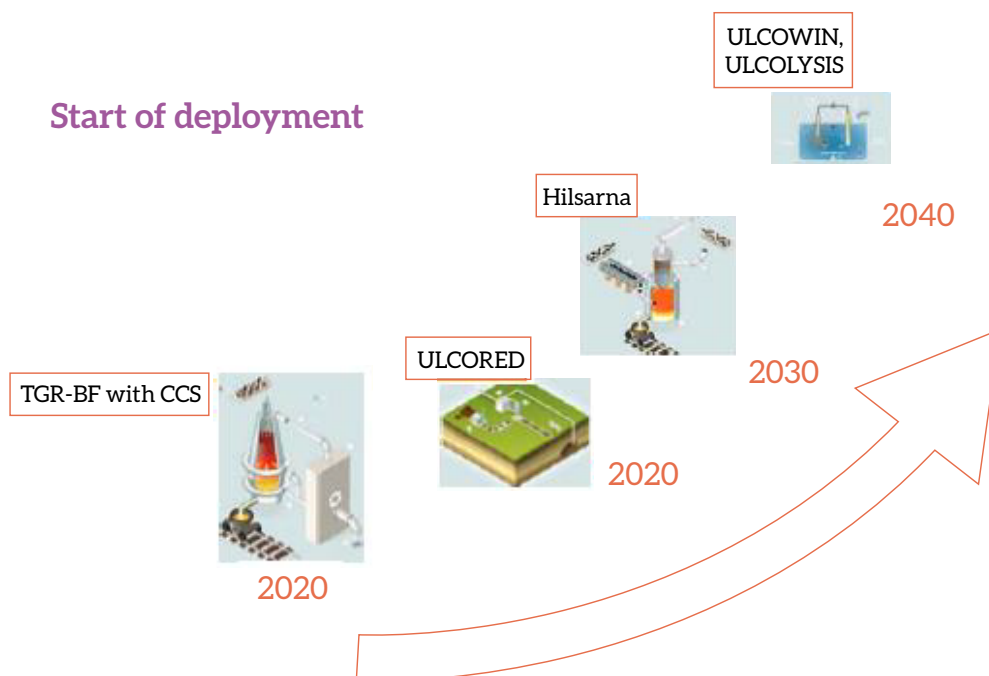 ULCOWIN,
ULCOLYSIS
Start of deployment
Hilsarna
2040
ULCORED
2030
TGR-BF with CCS
2020
2020